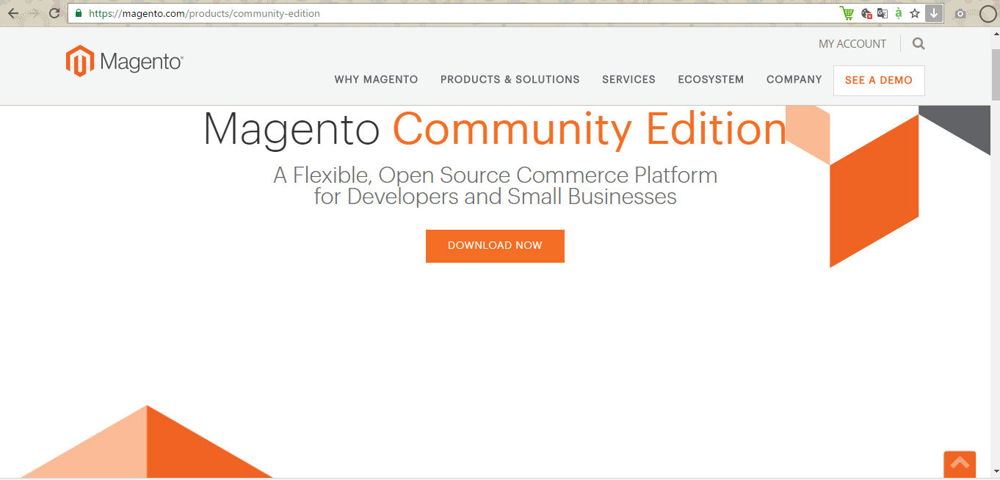 https://magento.com/products/community-edition
MY ACCOUNT
Magento®
WHY MAGENTO PRODUCTS & SOLUTIONS SERVICES ECOSYSTEM COMPANY SEE A DEMO
Magento Community Edition
A Flexible, Open Source Commerce Platform
for Developers and Small Businesses
DOWNLOAD NOW